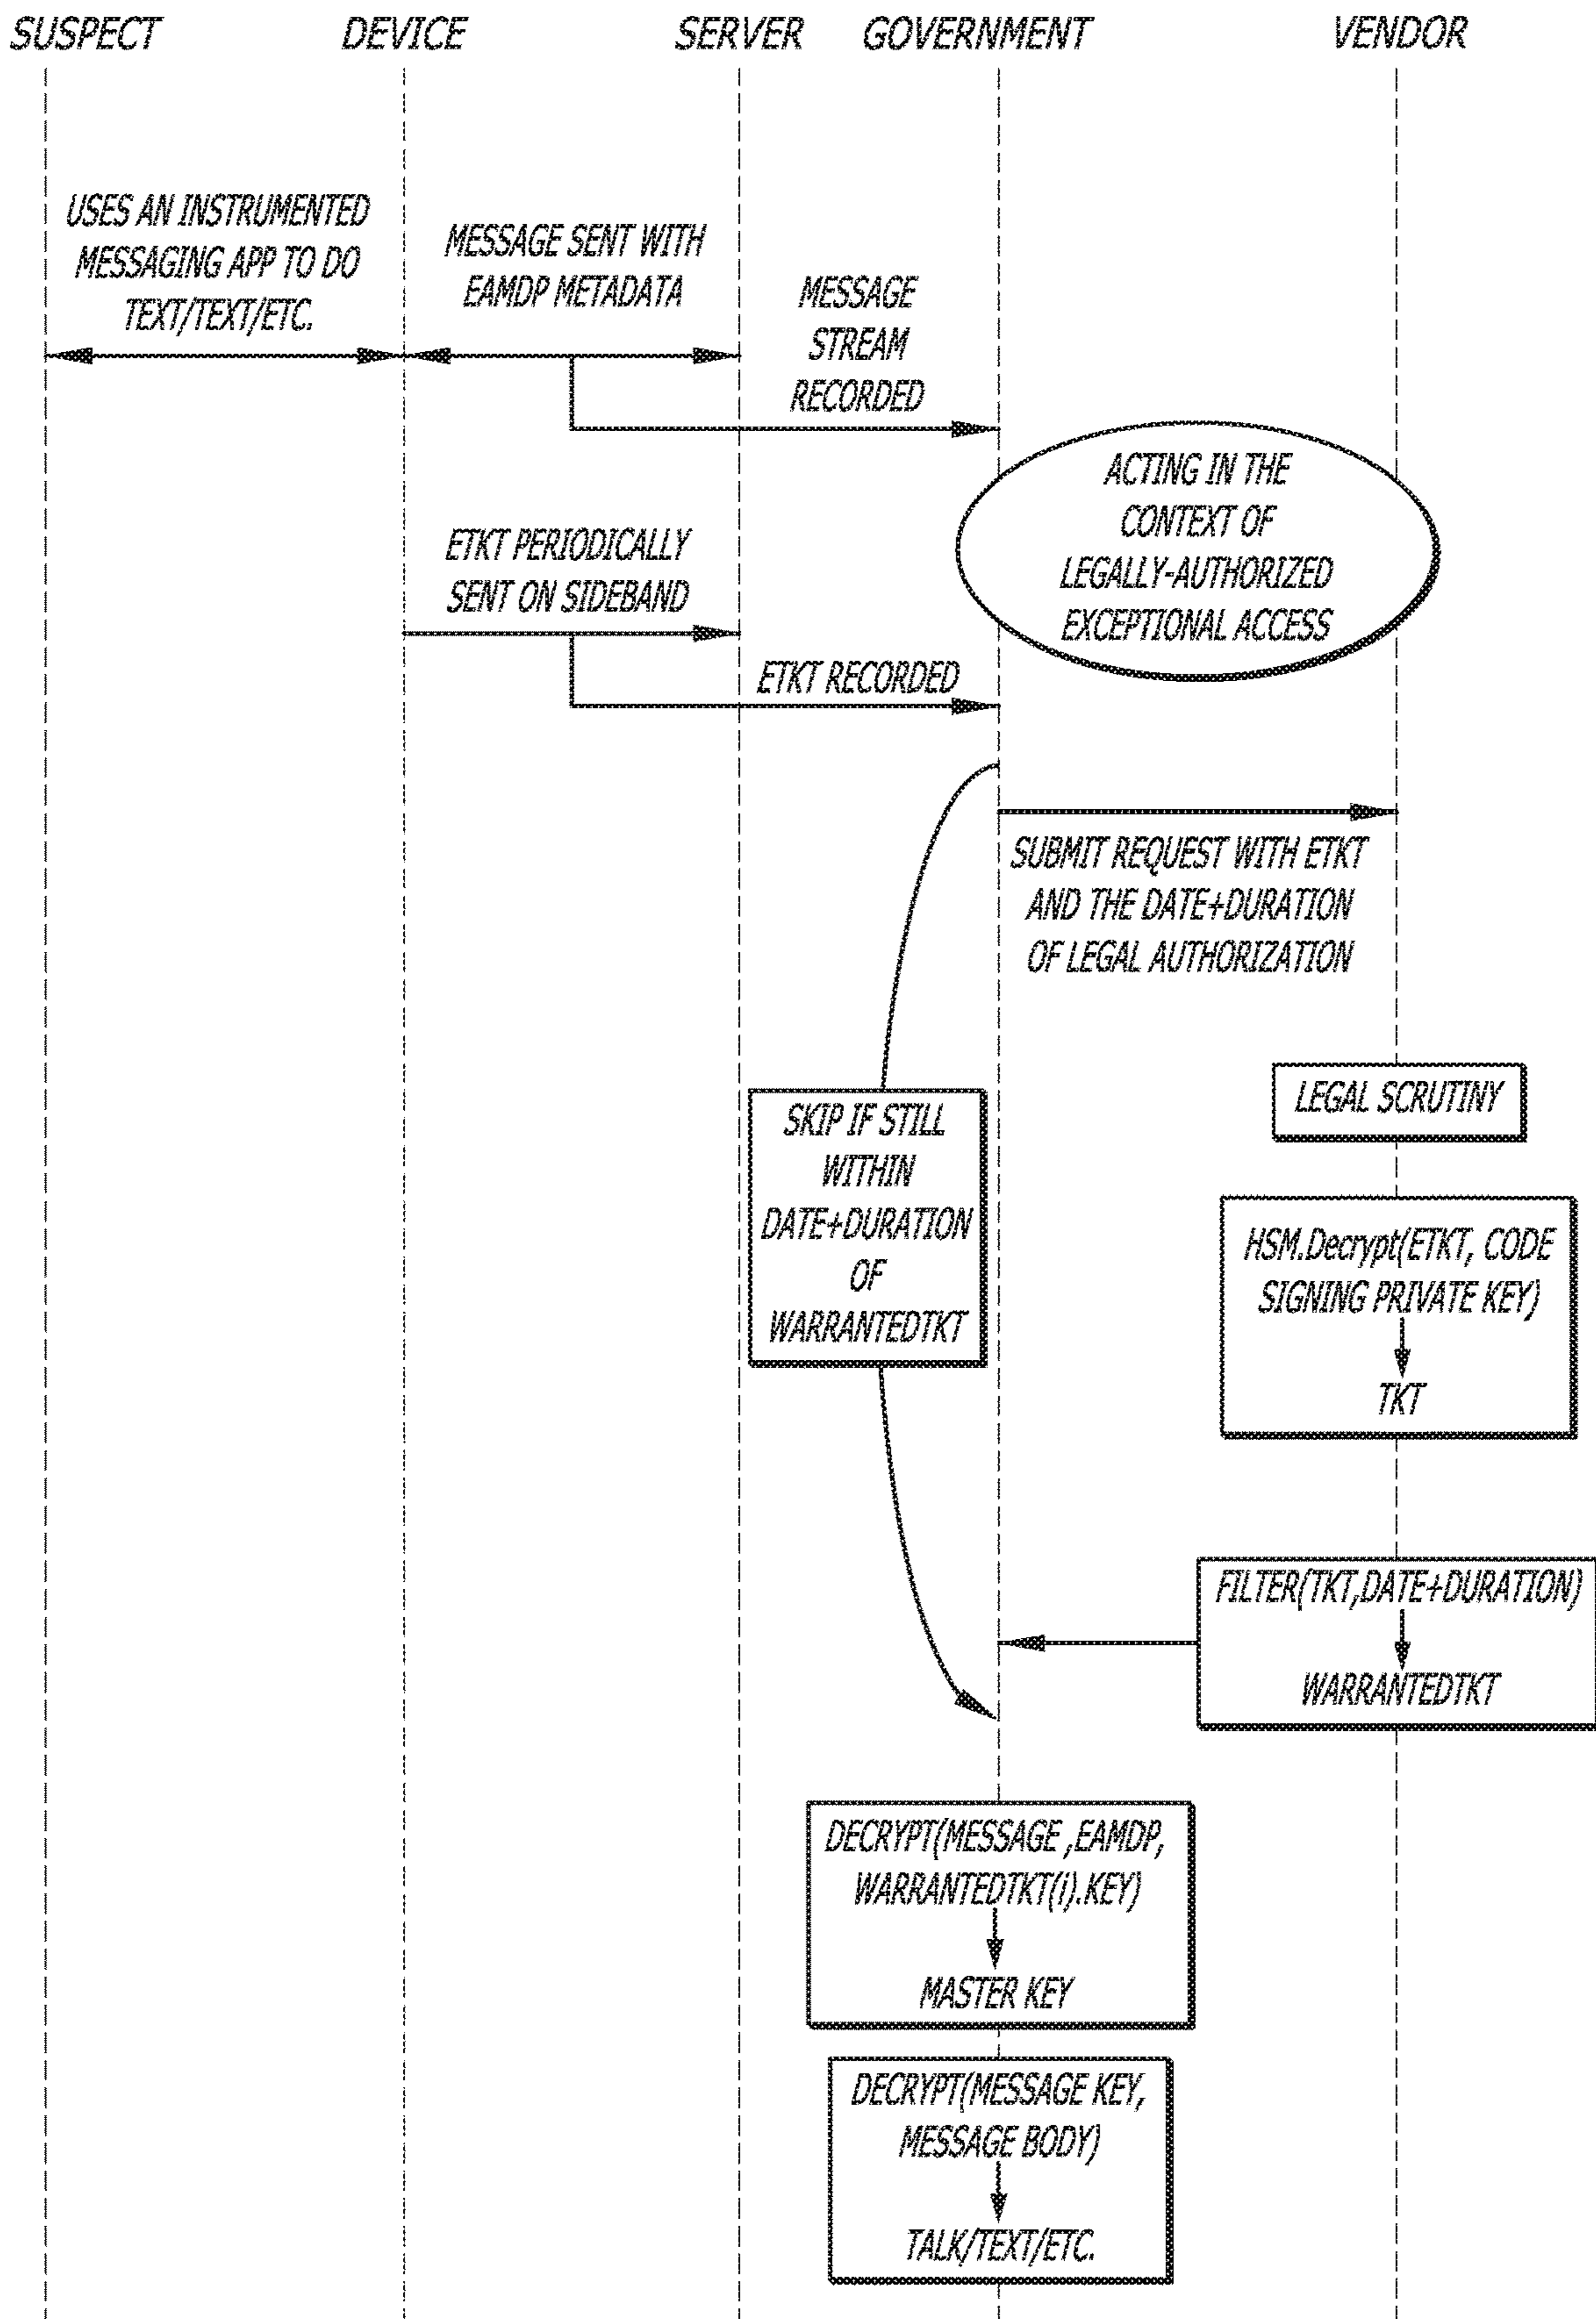 SUSPECT DEVICE SERVER GOVERNMENT VENDOR
USES AN INSTRUMENTED
MESSAGING APP TO DO
TEXT/TEXT/ETC.
MESSAGE SENT WITH
EAMDP METADATA
MESSAGE
STREAM
RECORDED
ACTING IN THE
CONTEXT OF
LEGALLY-AUTHORIZED
EXCEPTIONAL ACCESS
ETKT PERIODICALLY
SENT ON SIDEBAND
ETKT RECORDED
SUBMIT REQUEST WITH ETKT
AND THE DATE+DURATION
OF LEGAL AUTHORIZATION
SKIP IF STILL
WITHIN
DATE+DURATION
OF
WARRANTEDTKT
LEGAL SCRUTINY
HSM.Decrypt(ETKT, CODE
SIGNING PRIVATE KEY)
TKT
FILTER(TKT,DATE+DURATION)
WARRANTEDTKT
DECRYPT(MESSAGE ,EAMDP,
WARRANTEDTKT(i).KEY)
MASTER KEY
DECRYPT(MESSAGE KEY,
MESSAGE BODY)
TALK/TEXT/ETC.